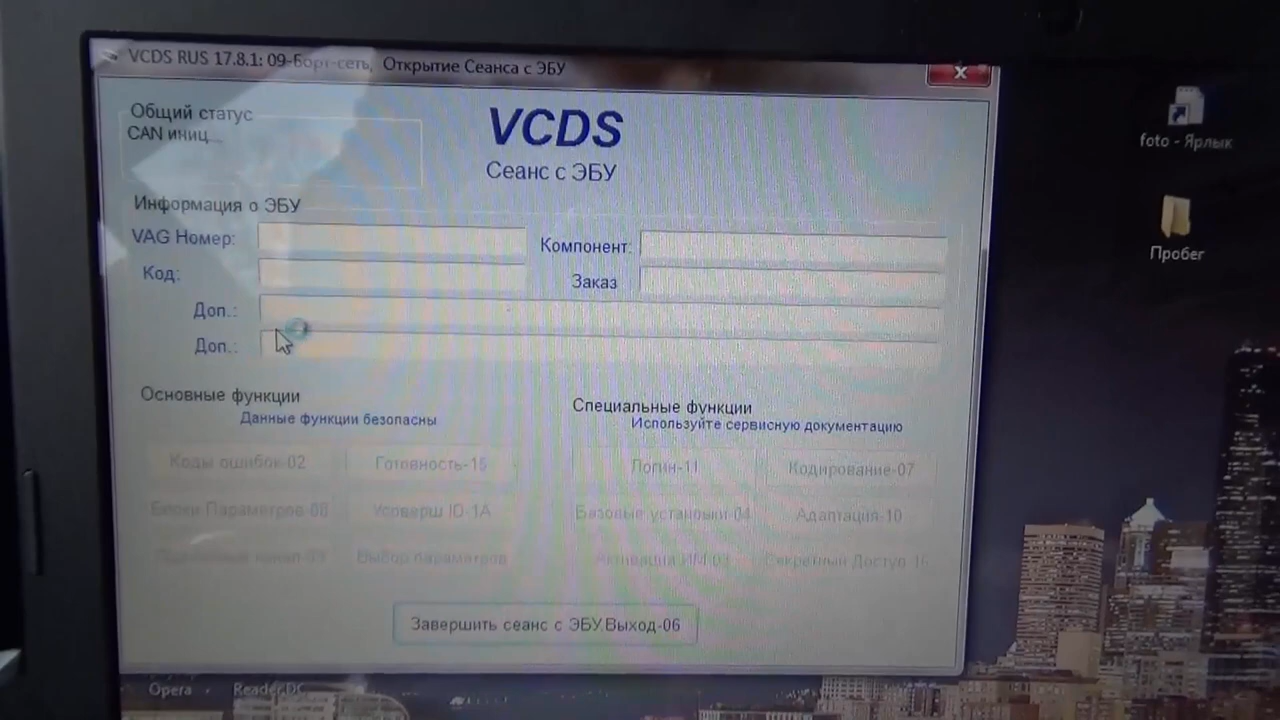 VCDS RUS 17.8.1: 09-Борт-сеть, Открытие Сеанса с ЭБУ
Общий статус
CAN иниц...
VCDS
Сеанс с ЭБУ
Информация о ЭБУ
VAG Номер:
Компонент:
Код:
Заказ
Доп.:
Доп.:
Основные функции
Данные функции безопасны
Специальные функции
Используйте сервисную документацию
Коды ошибок-02
Готовность-15
Логин-11
Кодирование-07
Блоки Параметров-08
Усоверш ID-1A
Базовые установки-04
Адаптация-10
Выбор параметров
Активация ИМ-03
Секретный Доступ-16
Завершить сеанс с ЭБУ.Выход-06
foto - Ярлык
Пробег
Opera
Reader DC